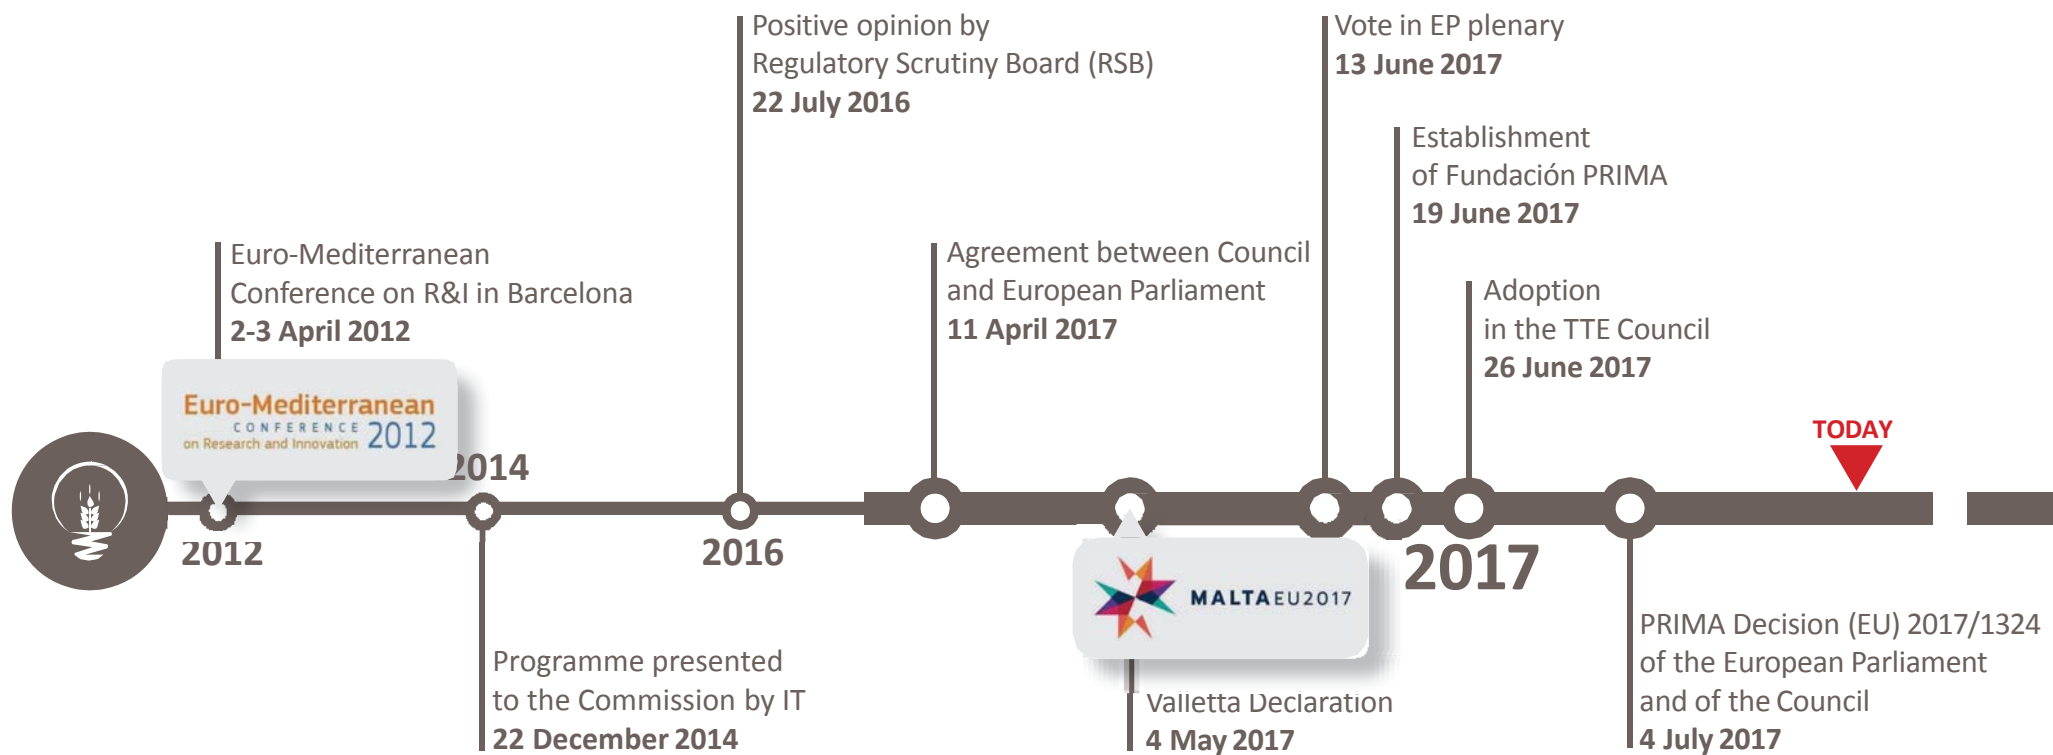 Positive opinion by
Regulatory Scrutiny Board (RSB)
22 July 2016
Vote in EP plenary
13 June 2017
Establishment
of Fundación PRIMA
19 June 2017
Euro-Mediterranean
Conference on R&I in Barcelona
2-3 April 2012
Agreement between Council
and European Parliament
11 April 2017
Adoption
in the TTE Council
26 June 2017
Euro-Mediterranean
CONFERENCE
on Research and Innovation 2012
TODAY
2014
2012
2016
2017
MALTAEU2017
Programme presented
to the Commission by IT
22 December 2014
Valletta Declaration
4 May 2017
PRIMA Decision (EU) 2017/1324
of the European Parliament
and of the Council
4 July 2017